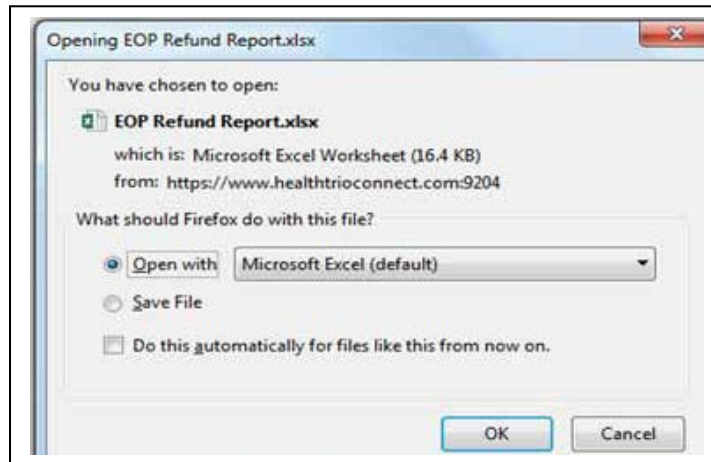 Opening EOP Refund Report.xlsx
You have chosen to open:
EOP Refund Report.xlsx
which is: Microsoft Excel Worksheet (16.4 KB)
from: https://www.healthtrioconnect.com:9204
What should Firefox do with this file?
Open with Microsoft Excel (default)
Save File
Do this automatically for files like this from now on.
OK Cancel